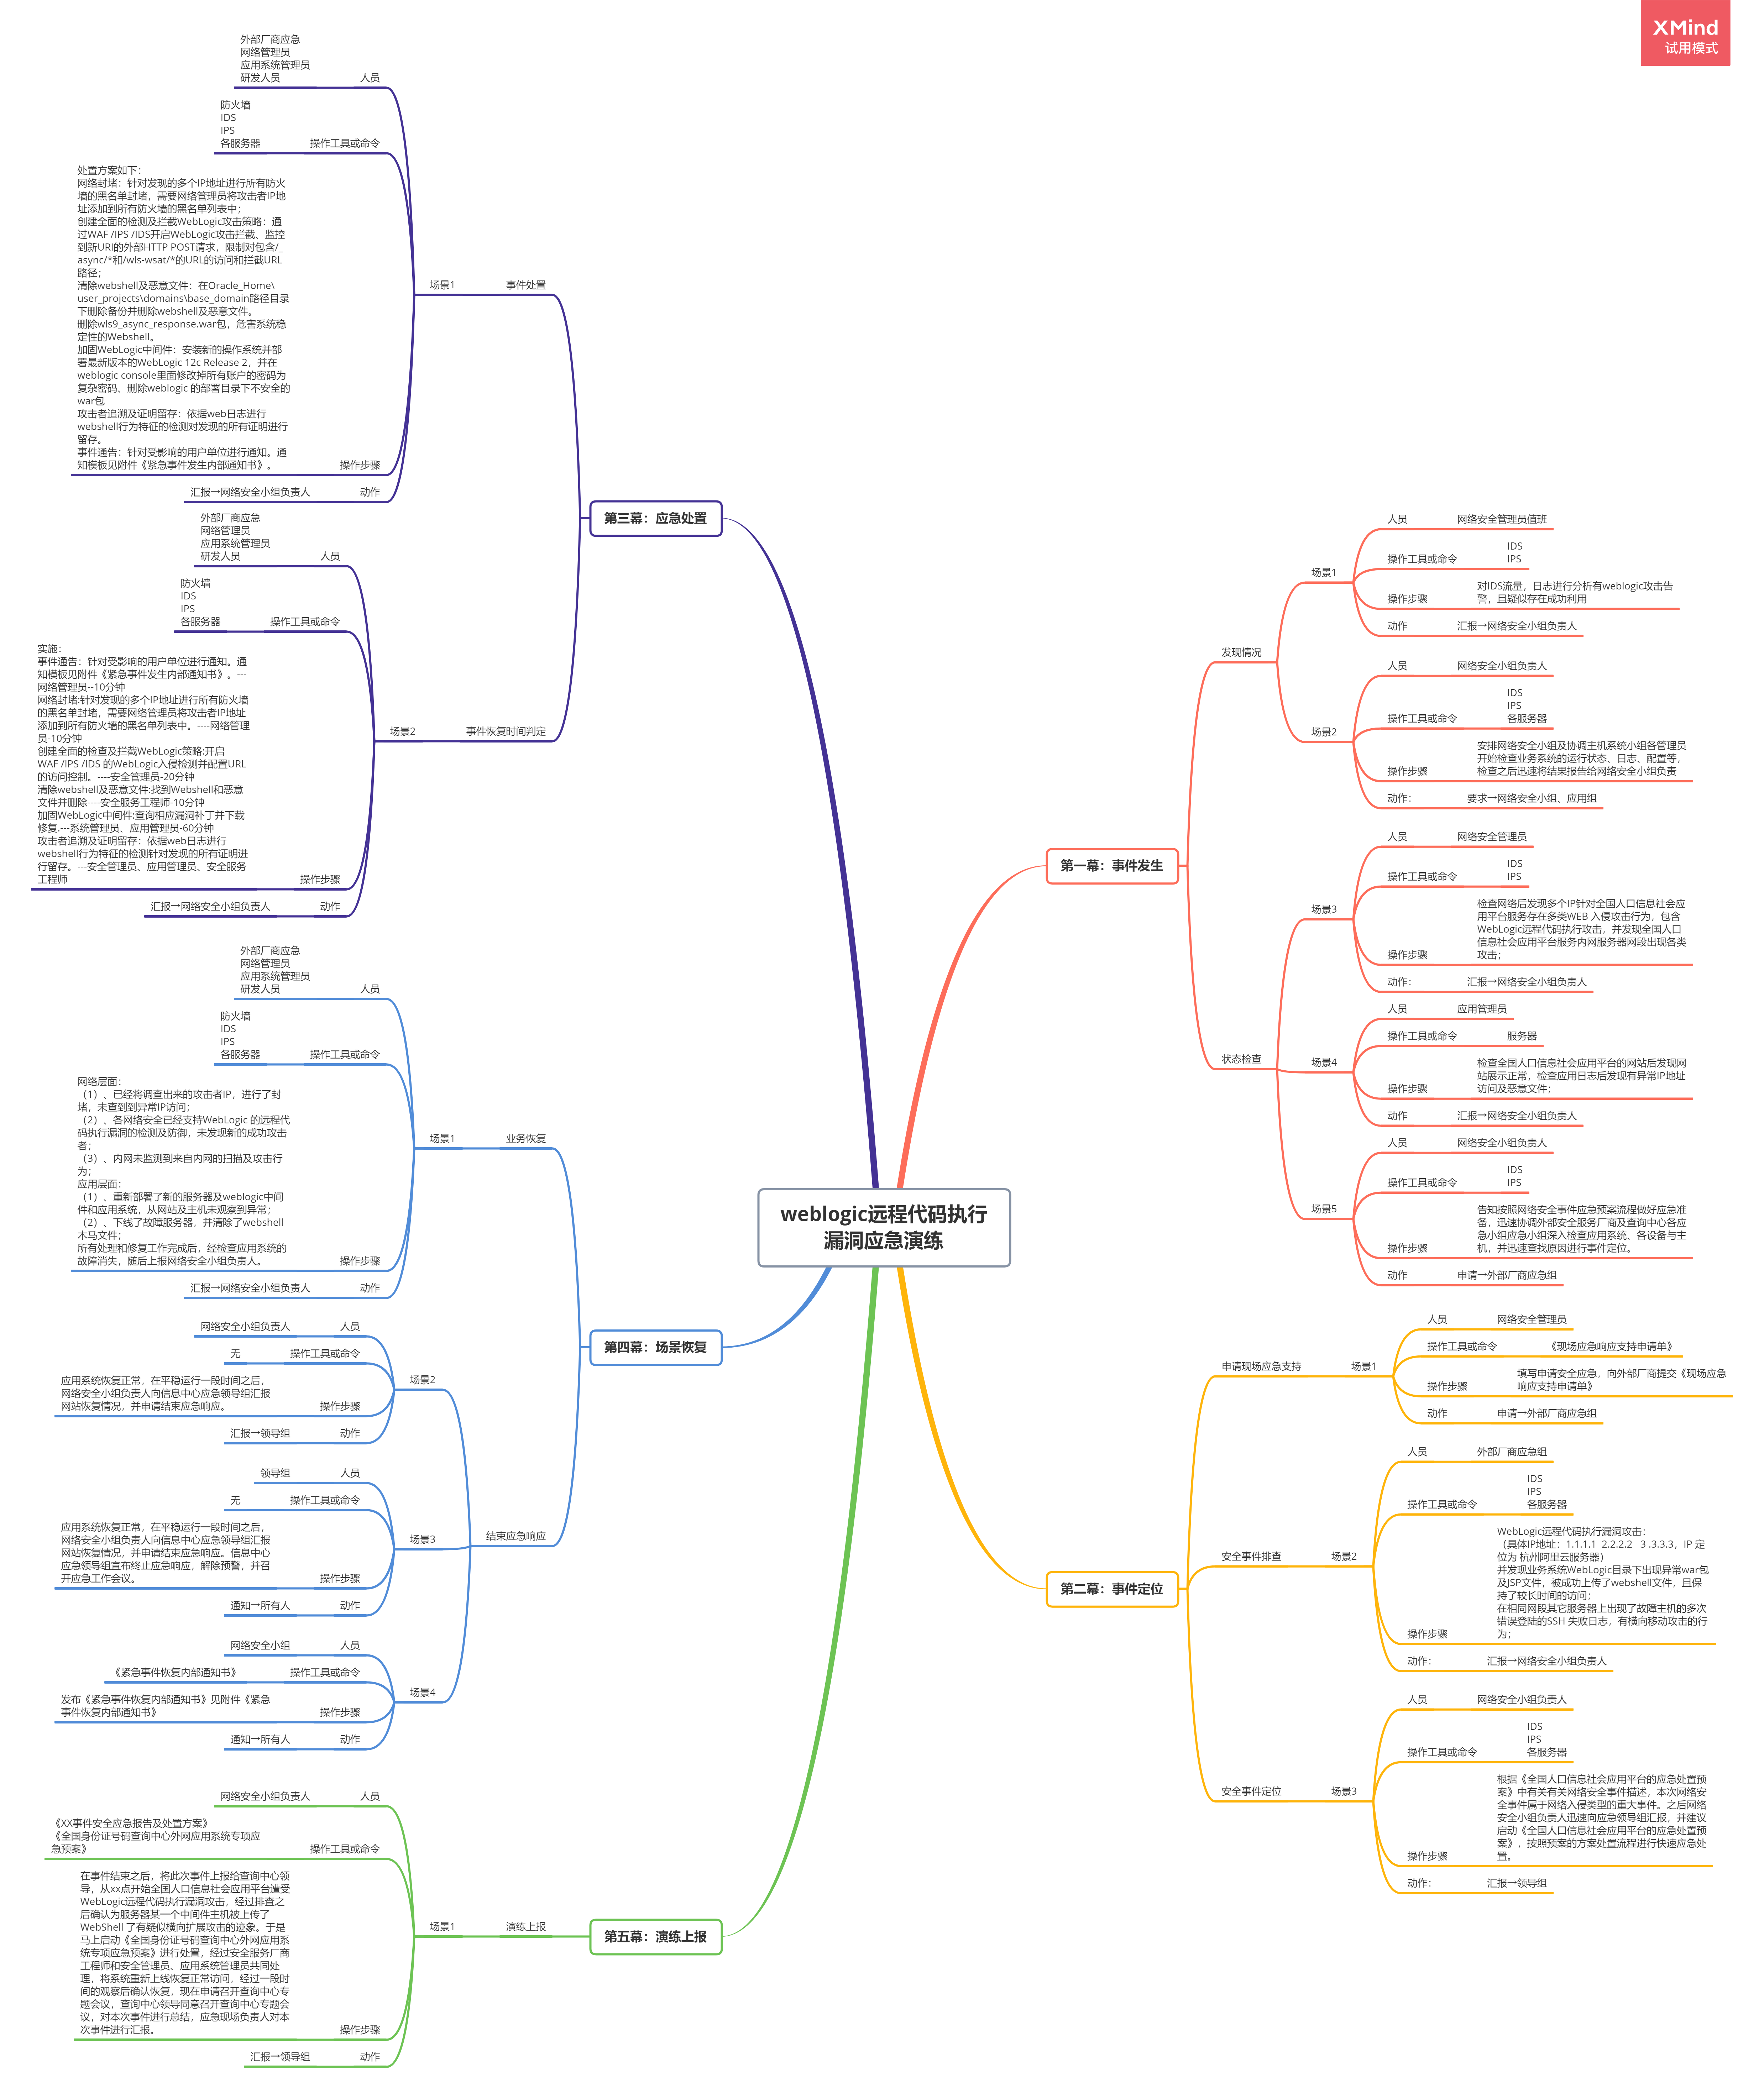 XMind
试用模式
weblogic远程代码执行
漏洞应急演练
第一幕：事件发生
发现情况
场景1
人员
网络安全管理员值班
操作工具或命令
IDS
IPS
操作步骤
对IDS流量，日志进行分析有weblogic攻击告
警，且疑似存在成功利用
动作
汇报→网络安全小组负责人
场景2
人员
网络安全小组负责人
操作工具或命令
IDS
IPS
各服务器
操作步骤
安排网络安全小组及协调主机系统小组各管理员
开始检查业务系统的运行状态、日志、配置等，
检查之后迅速将结果报告给网络安全小组负责
动作：
要求→网络安全小组、应用组
状态检查
场景3
人员
网络安全管理员
操作工具或命令
IDS
IPS
操作步骤
检查网络后发现多个IP针对全国人口信息社会应
用平台服务存在多类WEB 入侵攻击行为，包含
WebLogic远程代码执行攻击，并发现全国人口
信息社会应用平台服务内网服务器网段出现各类
攻击；
动作：
汇报→网络安全小组负责人
场景4
人员
应用管理员
操作工具或命令
服务器
操作步骤
检查全国人口信息社会应用平台的网站后发现网
站展示正常，检查应用日志后发现有异常IP地址
访问及恶意文件；
动作
汇报→网络安全小组负责人
场景5
人员
网络安全小组负责人
操作工具或命令
IDS
IPS
操作步骤
告知按照网络安全事件应急预案流程做好应急准
备，迅速协调外部安全服务厂商及查询中心各应
急小组应急小组深入检查应用系统、各设备与主
机，并迅速查找原因进行事件定位。
动作
申请→外部厂商应急组
第二幕：事件定位
申请现场应急支持
场景1
人员
网络安全管理员
操作工具或命令
《现场应急响应支持申请单》
操作步骤
填写申请安全应急，向外部厂商提交《现场应急
响应支持申请单》
动作
申请→外部厂商应急组
安全事件排查
场景2
人员
外部厂商应急组
操作工具或命令
IDS
IPS
各服务器
操作步骤
WebLogic远程代码执行漏洞攻击：
（具体IP地址：1.1.1.1 2.2.2.2  3 .3.3.3，IP 定
位为 杭州阿里云服务器）
并发现业务系统WebLogic目录下出现异常war包
及JSP文件，被成功上传了webshell文件，且保
持了较长时间的访问；
在相同网段其它服务器上出现了故障主机的多次
错误登陆的SSH 失败日志，有横向移动攻击的行
为；
动作：
汇报→网络安全小组负责人
安全事件定位
场景3
人员
网络安全小组负责人
操作工具或命令
IDS
IPS
各服务器
操作步骤
根据《全国人口信息社会应用平台的应急处置预
案》中有关有关网络安全事件描述，本次网络安
全事件属于网络入侵类型的重大事件。之后网络
安全小组负责人迅速向应急领导组汇报，并建议
启动《全国人口信息社会应用平台的应急处置预
案》，按照预案的方案处置流程进行快速应急处
置。
动作：
汇报→领导组
第三幕：应急处置
事件处置
场景1
人员
外部厂商应急
网络管理员
应用系统管理员
研发人员
操作工具或命令
防火墙
IDS
IPS
各服务器
操作步骤
处置方案如下：
网络封堵：针对发现的多个IP地址进行所有防火
墙的黑名单封堵，需要网络管理员将攻击者IP地
址添加到所有防火墙的黑名单列表中；
创建全面的检测及拦截WebLogic攻击策略：通
过WAF /IPS /IDS开启WebLogic攻击拦截、监控
到新URI的外部HTTP POST请求，限制对包含/_
async/*和/wls-wsat/*的URL的访问和拦截URL
路径；
清除webshell及恶意文件：在Oracle_Home\
user_projects\domains\base_domain路径目录
下删除备份并删除webshell及恶意文件。
删除wls9_async_response.war包，危害系统稳
定性的Webshell。
加固WebLogic中间件：安装新的操作系统并部
署最新版本的WebLogic 12c Release 2，并在
weblogic console里面修改掉所有账户的密码为
复杂密码、删除weblogic 的部署目录下不安全的
war包
攻击者追溯及证明留存：依据web日志进行
webshell行为特征的检测对发现的所有证明进行
留存。
事件通告：针对受影响的用户单位进行通知。通
知模板见附件《紧急事件发生内部通知书》。
动作
汇报→网络安全小组负责人
事件恢复时间判定
场景2
人员
外部厂商应急
网络管理员
应用系统管理员
研发人员
操作工具或命令
防火墙
IDS
IPS
各服务器
操作步骤
实施：
事件通告：针对受影响的用户单位进行通知。通
知模板见附件《紧急事件发生内部通知书》。---
网络管理员--10分钟
网络封堵:针对发现的多个IP地址进行所有防火墙
的黑名单封堵，需要网络管理员将攻击者IP地址
添加到所有防火墙的黑名单列表中。----网络管理
员-10分钟
创建全面的检查及拦截WebLogic策略:开启
WAF /IPS /IDS 的WebLogic入侵检测并配置URL
的访问控制。----安全管理员-20分钟
清除webshell及恶意文件:找到Webshell和恶意
文件并删除----安全服务工程师-10分钟
加固WebLogic中间件:查询相应漏洞补丁并下载
修复.---系统管理员、应用管理员-60分钟
攻击者追溯及证明留存：依据web日志进行
webshell行为特征的检测针对发现的所有证明进
行留存。---安全管理员、应用管理员、安全服务
工程师
动作
汇报→网络安全小组负责人
第四幕：场景恢复
业务恢复
场景1
人员
外部厂商应急
网络管理员
应用系统管理员
研发人员
操作工具或命令
防火墙
IDS
IPS
各服务器
操作步骤
网络层面：
（1）、已经将调查出来的攻击者IP，进行了封
堵，未查到到异常IP访问；
（2）、各网络安全已经支持WebLogic 的远程代
码执行漏洞的检测及防御，未发现新的成功攻击
者；
（3）、内网未监测到来自内网的扫描及攻击行
为；
应用层面：
（1）、重新部署了新的服务器及weblogic中间
件和应用系统，从网站及主机未观察到异常；
（2）、下线了故障服务器，并清除了webshell
木马文件；
所有处理和修复工作完成后，经检查应用系统的
故障消失，随后上报网络安全小组负责人。
动作
汇报→网络安全小组负责人
结束应急响应
场景2
人员
网络安全小组负责人
操作工具或命令
无
操作步骤
应用系统恢复正常，在平稳运行一段时间之后，
网络安全小组负责人向信息中心应急领导组汇报
网站恢复情况，并申请结束应急响应。
动作
汇报→领导组
场景3
人员
领导组
操作工具或命令
无
操作步骤
应用系统恢复正常，在平稳运行一段时间之后，
网络安全小组负责人向信息中心应急领导组汇报
网站恢复情况，并申请结束应急响应。信息中心
应急领导组宣布终止应急响应，解除预警，并召
开应急工作会议。
动作
通知→所有人
场景4
人员
网络安全小组
操作工具或命令
《紧急事件恢复内部通知书》
操作步骤
发布《紧急事件恢复内部通知书》见附件《紧急
事件恢复内部通知书》
动作
通知→所有人
第五幕：演练上报
演练上报
场景1
人员
网络安全小组负责人
操作工具或命令
《XX事件安全应急报告及处置方案》
《全国身份证号码查询中心外网应用系统专项应
急预案》
操作步骤
在事件结束之后，将此次事件上报给查询中心领
导，从xx点开始全国人口信息社会应用平台遭受
WebLogic远程代码执行漏洞攻击，经过排查之
后确认为服务器某一个中间件主机被上传了
WebShell 了有疑似横向扩展攻击的迹象。于是
马上启动《全国身份证号码查询中心外网应用系
统专项应急预案》进行处置，经过安全服务厂商
工程师和安全管理员、应用系统管理员共同处
理，将系统重新上线恢复正常访问，经过一段时
间的观察后确认恢复，现在申请召开查询中心专
题会议，查询中心领导同意召开查询中心专题会
议，对本次事件进行总结，应急现场负责人对本
次事件进行汇报。
动作
汇报→领导组